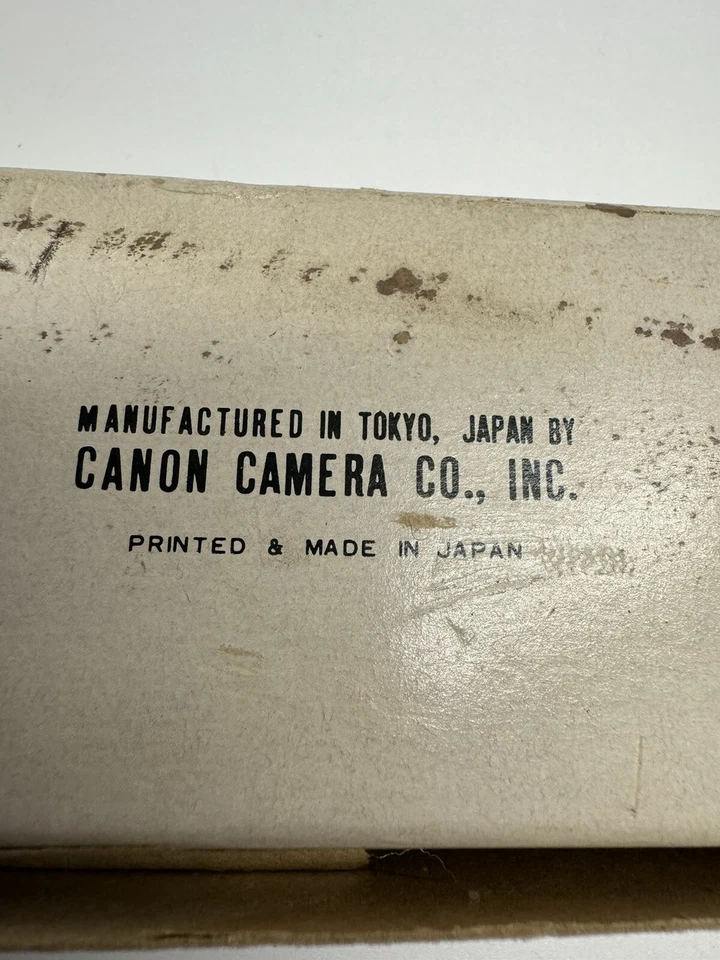 MANUFACTURED IN TOKYO, JAPAN BY
CANON CAMERA CO., INC.
PRINTED & MADE IN JAPAN